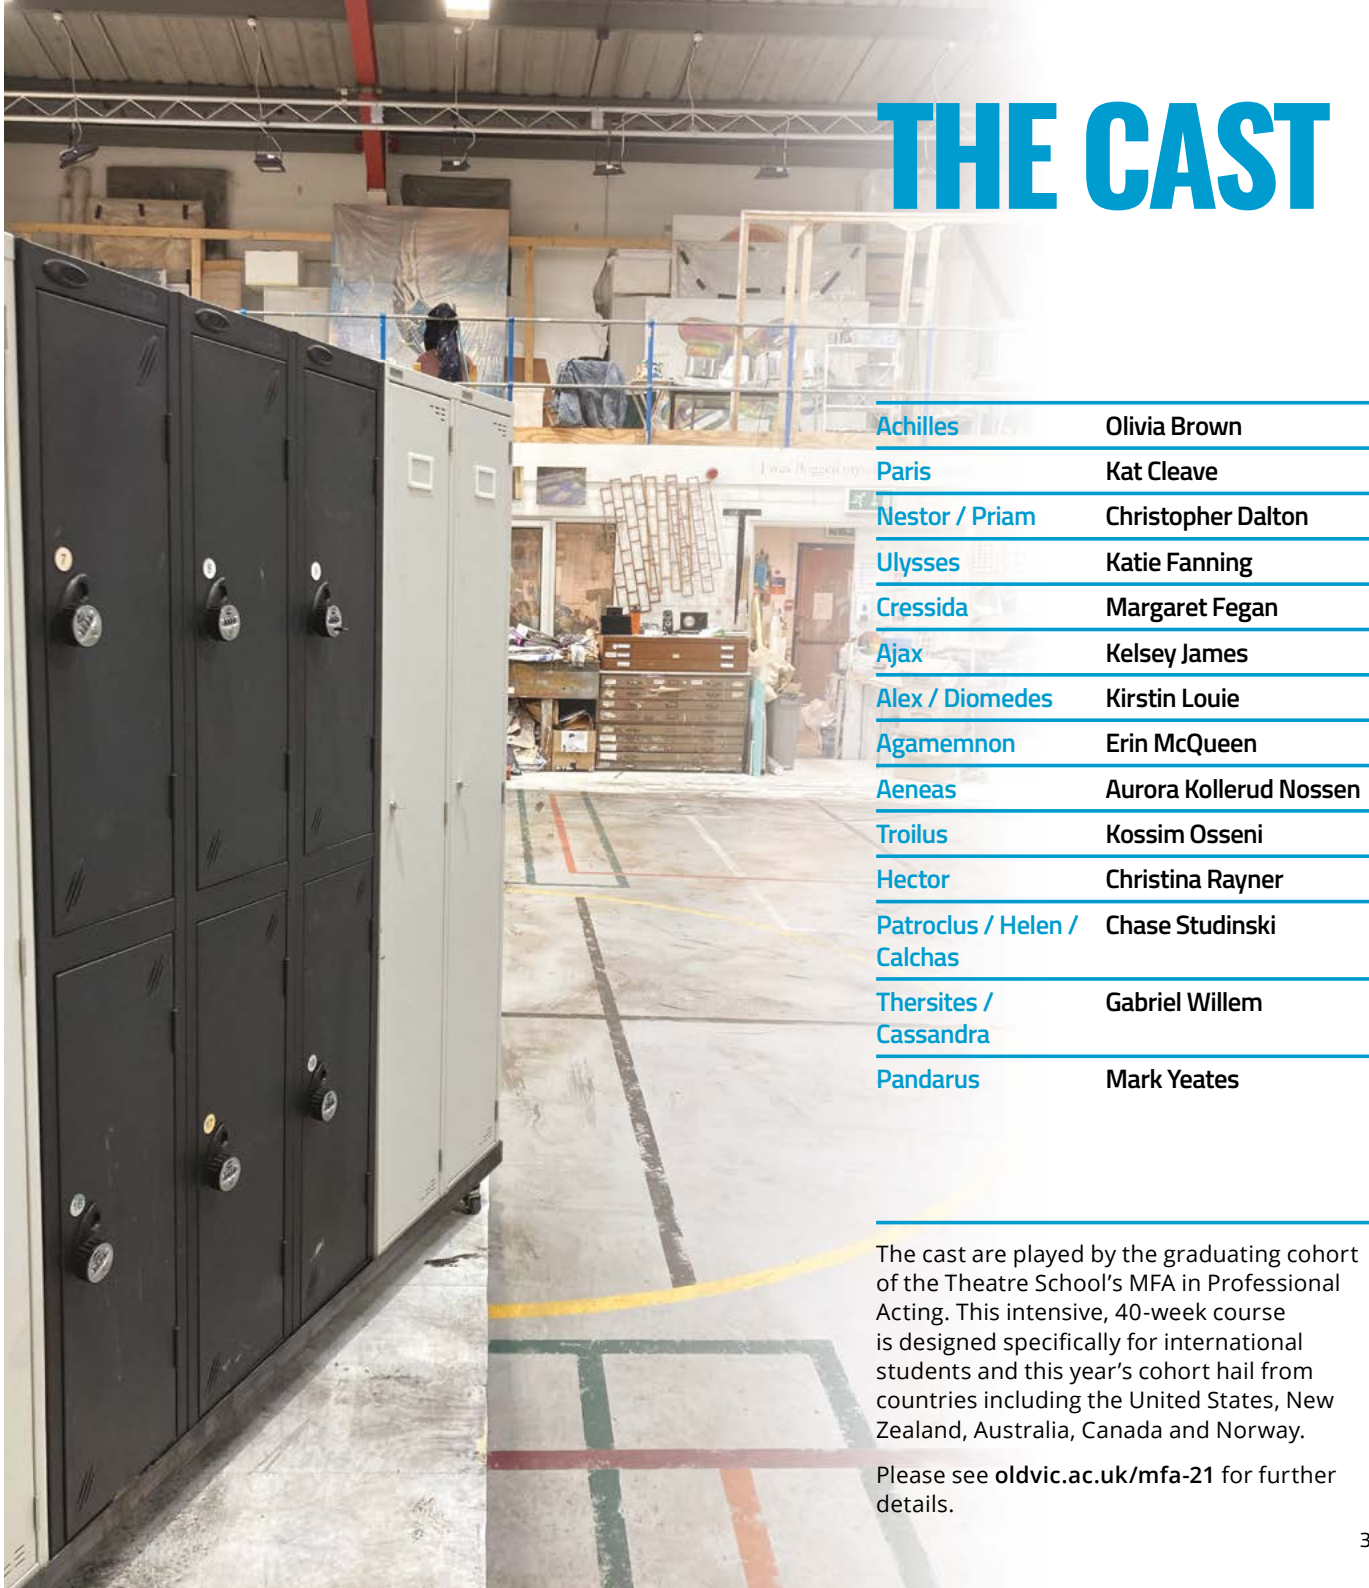 THE CAST
Achilles Olivia Brown
Paris Kat Cleave
Nestor / Priam Christopher Dalton
Ulysses Katie Fanning
Cressida Margaret Fegan
Ajax Kelsey James
Alex / Diomedes Kirstin Louie
Agamemnon Erin McQueen
Aeneas Aurora Kollerud Nossen
Troilus Kossim Osseni
Hector Christina Rayner
Patroclus / Helen / Chase Studinski
Calchas
Thersites / Gabriel Willem
Cassandra
Pandarus Mark Yeates
The cast are played by the graduating cohort
of the Theatre School’s MFA in Professional
Acting. This intensive, 40-week course
is designed specifically for international
students and this year’s cohort hail from
countries including the United States, New
Zealand, Australia, Canada and Norway.
Please see oldvic.ac.uk/mfa-21 for further
details.
3
I was flogged
7